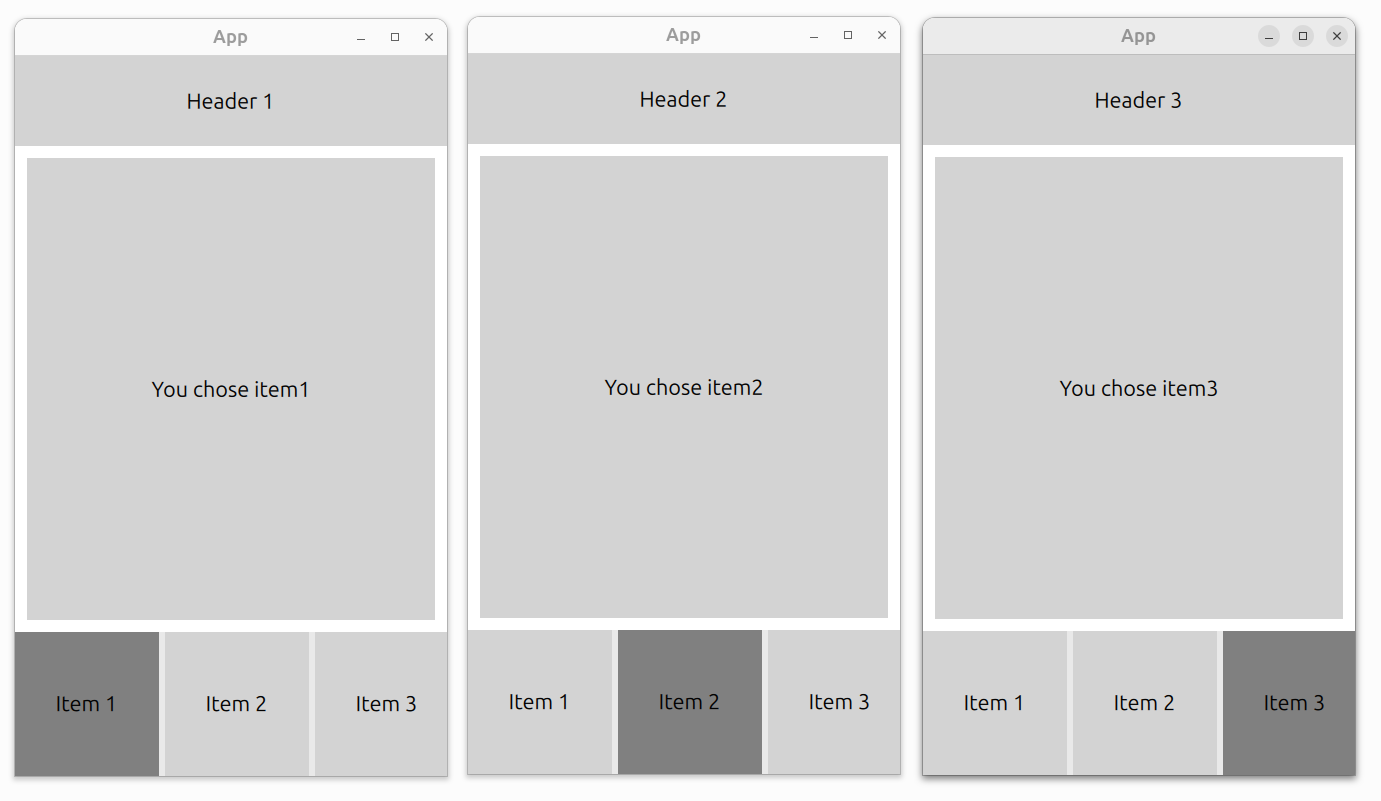 App
Header 1
You chose item1
Item 1 Item 2 Item 3
App
Header 2
You chose item2
Item 1 Item 2 Item 3
App
Header 3
You chose item3
Item 1 Item 2 Item 3